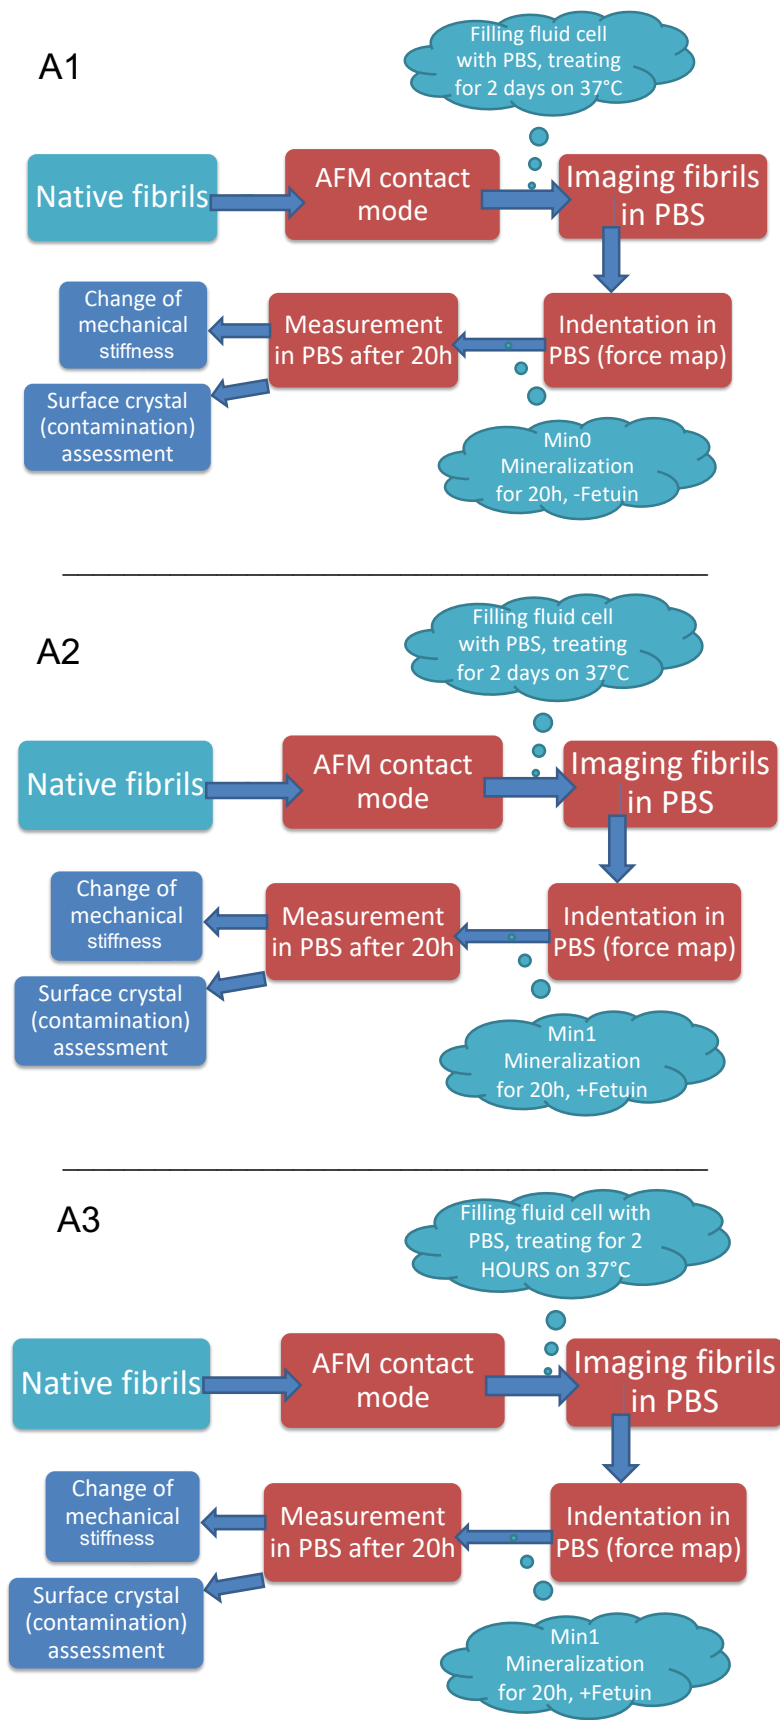 A1
Filling fluid cell
with PBS, treating
for 2 days on 37°C
Native fibrils
AFM contact
mode
Imaging fibrils
in PBS
Change of
mechanical
stiffness
Measurement
in PBS after 20h
Indentation in
PBS (force map)
Surface crystal
(contamination)
assessment
Min0
Mineralization
for 20h, -Fetuin
A2
Filling fluid cell
with PBS, treating
for 2 days on 37°C
Native fibrils
AFM contact
mode
Imaging fibrils
in PBS
Change of
mechanical
stiffness
Measurement
in PBS after 20h
Indentation in
PBS (force map)
Surface crystal
(contamination)
assessment
Min1
Mineralization
for 20h, +Fetuin
A3
Filling fluid cell with
PBS, treating for 2
HOURS on 37°C
Native fibrils
AFM contact
mode
Imaging fibrils
in PBS
Change of
mechanical
stiffness
Measurement
in PBS after 20h
Indentation in
PBS (force map)
Surface crystal
(contamination)
assessment
Min1
Mineralization
for 20h, +Fetuin